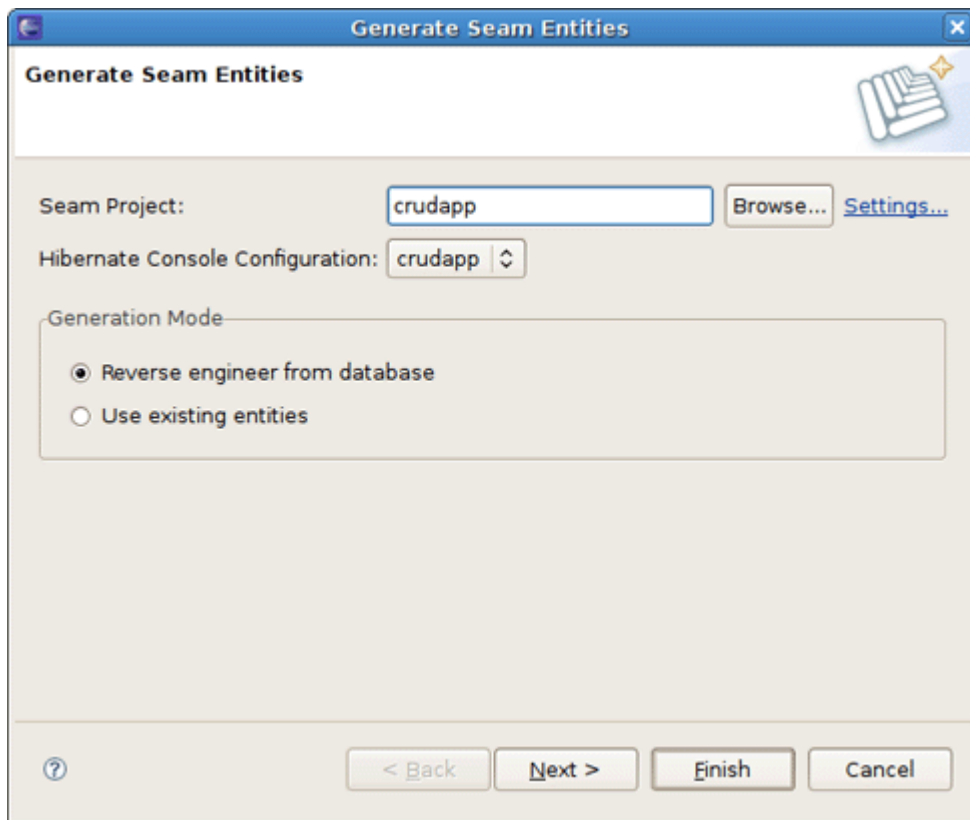 Generate Seam Entities
Generate Seam Entities
Seam Project: crudapp Browse... Settings...
Hibernate Console Configuration: crudapp
Generation Mode
Reverse engineer from database
Use existing entities
? < Back Next > Finish Cancel